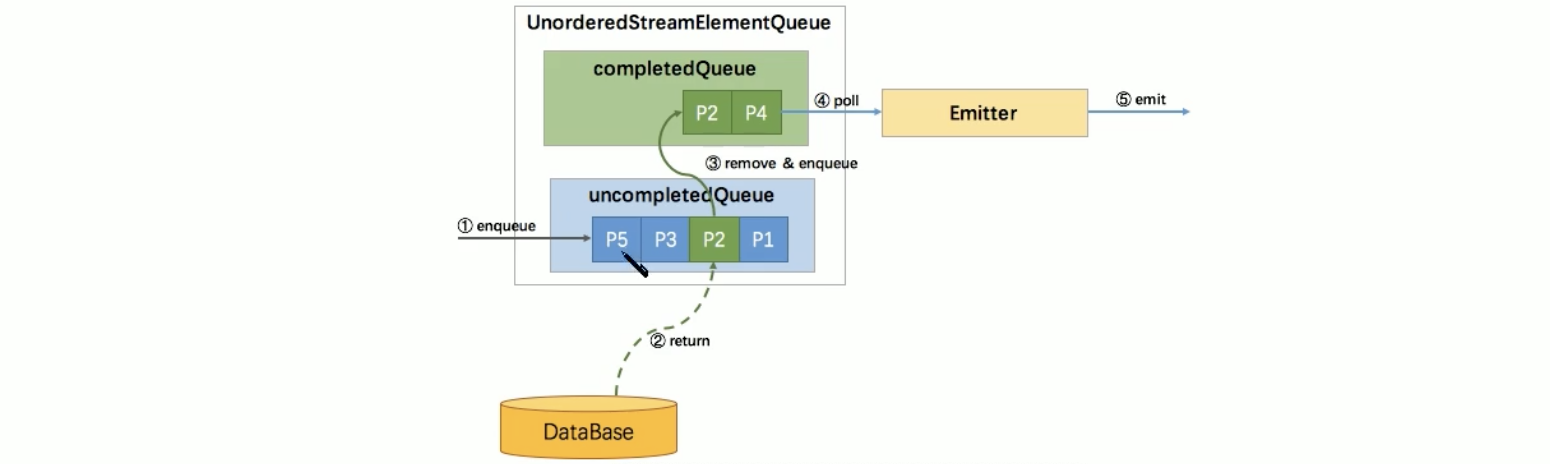 UnorderedStreamElementQueue
completedQueue
P2 P4
④ poll
Emitter
⑤ emit
③ remove & enqueue
uncompletedQueue
① enqueue
P5 P3 P2 P1
② return
DataBase